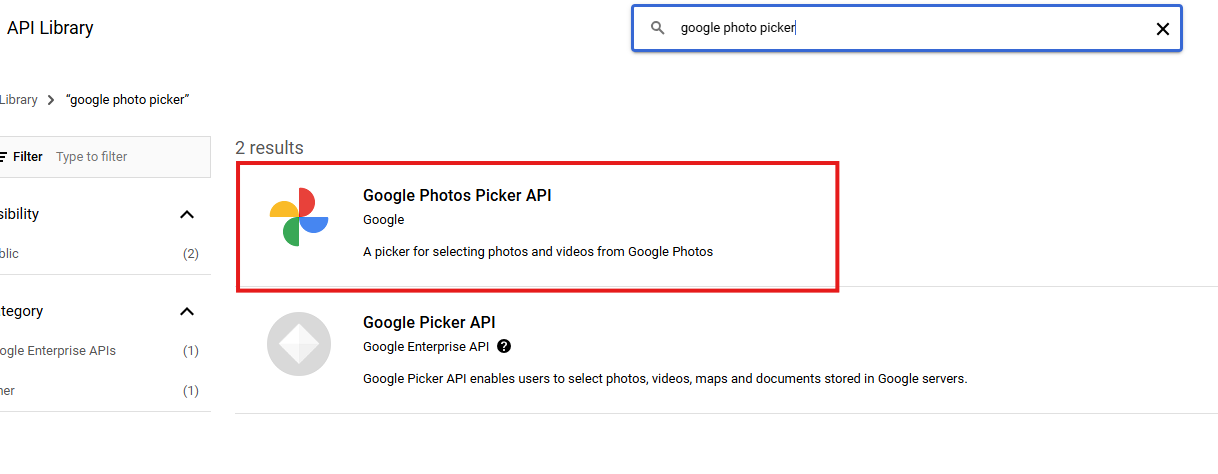 API Library
google photo picker
Library
“google photo picker”
Filter Type to filter
2 results
Google Photos Picker API
Google
A picker for selecting photos and videos from Google Photos
sibility
blic (2)
Google Picker API
Google Enterprise API
Google Picker API enables users to select photos, videos, maps and documents stored in Google servers.
tegory
ogle Enterprise APIs (1)
her (1)